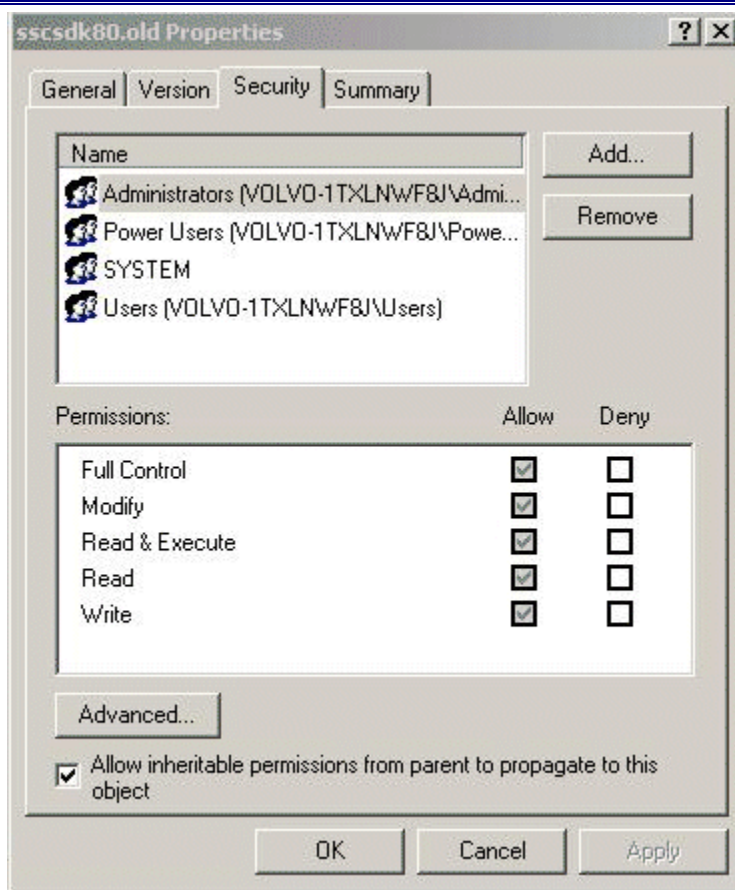 sscsdk80.old Properties
General Version Security Summary
Name
Add...
Administrators (VOLVO-1TXLNWF8J\Admi...
Remove
Power Users (VOLVO-1TXLNWF8J\Powe...
SYSTEM
Users (VOLVO-1TXLNWF8J\Users)
Permissions: Allow Deny
Full Control
Modify
Read & Execute
Read
Write
Advanced...
Allow inheritable permissions from parent to propagate to this
object
OK Cancel Apply